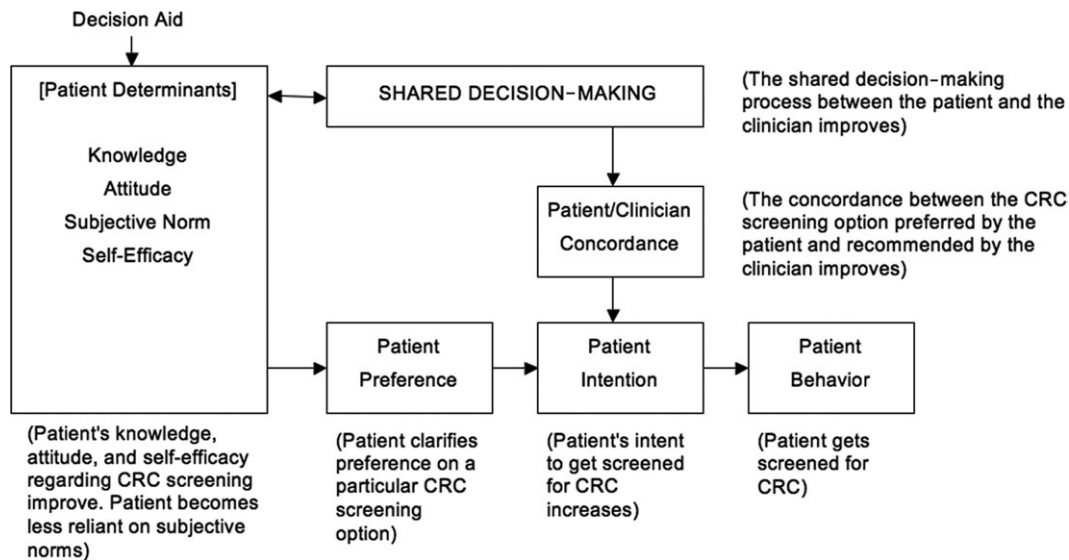 Decision Aid
[Patient Determinants]
Knowledge
Attitude
Subjective Norm
Self-Efficacy
(Patient's knowledge,
attitude, and self-efficacy
regarding CRC screening
improve. Patient becomes
less reliant on subjective
norms)
SHARED DECISION-MAKING
(The shared decision-making
process between the patient and the
clinician improves)
Patient/Clinician
Concordance
(The concordance between the CRC
screening option preferred by the
patient and recommended by the
clinician improves)
Patient
Preference
(Patient clarifies
preference on a
particular CRC
screening
option)
Patient
Intention
(Patient's intent
to get screened
for CRC
increases)
Patient
Behavior
(Patient gets
screened for
CRC)